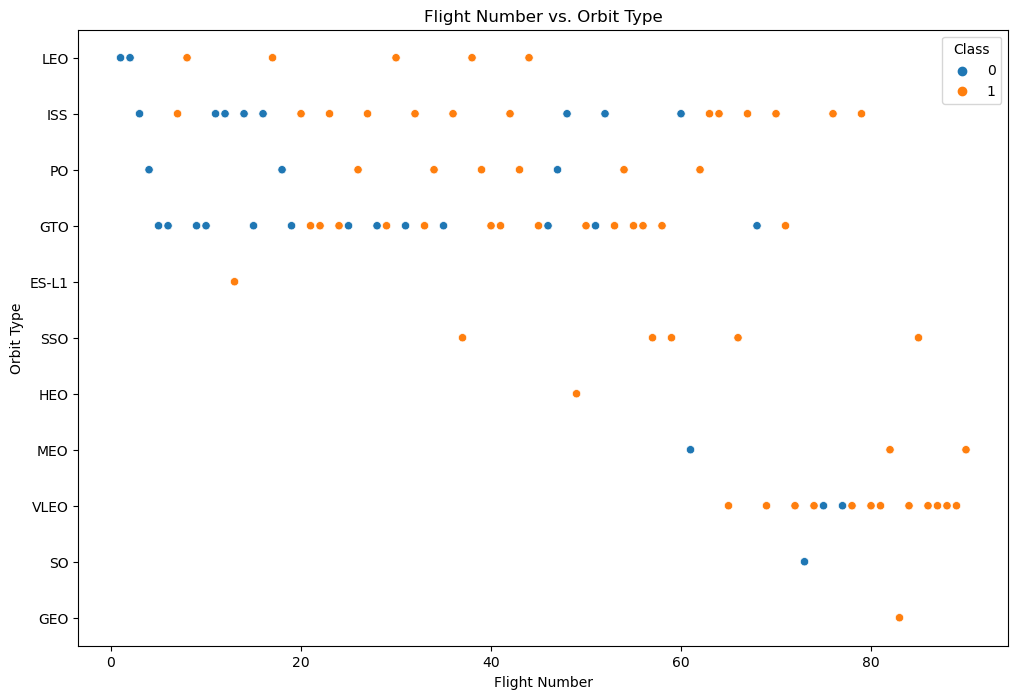 Flight Number vs. Orbit Type
Class
0
1
LEO
ISS
PO
GTO
ES-L1
SSO
HEO
MEO
VLEO
SO
GEO
Orbit Type
0
20
40
60
80
Flight Number